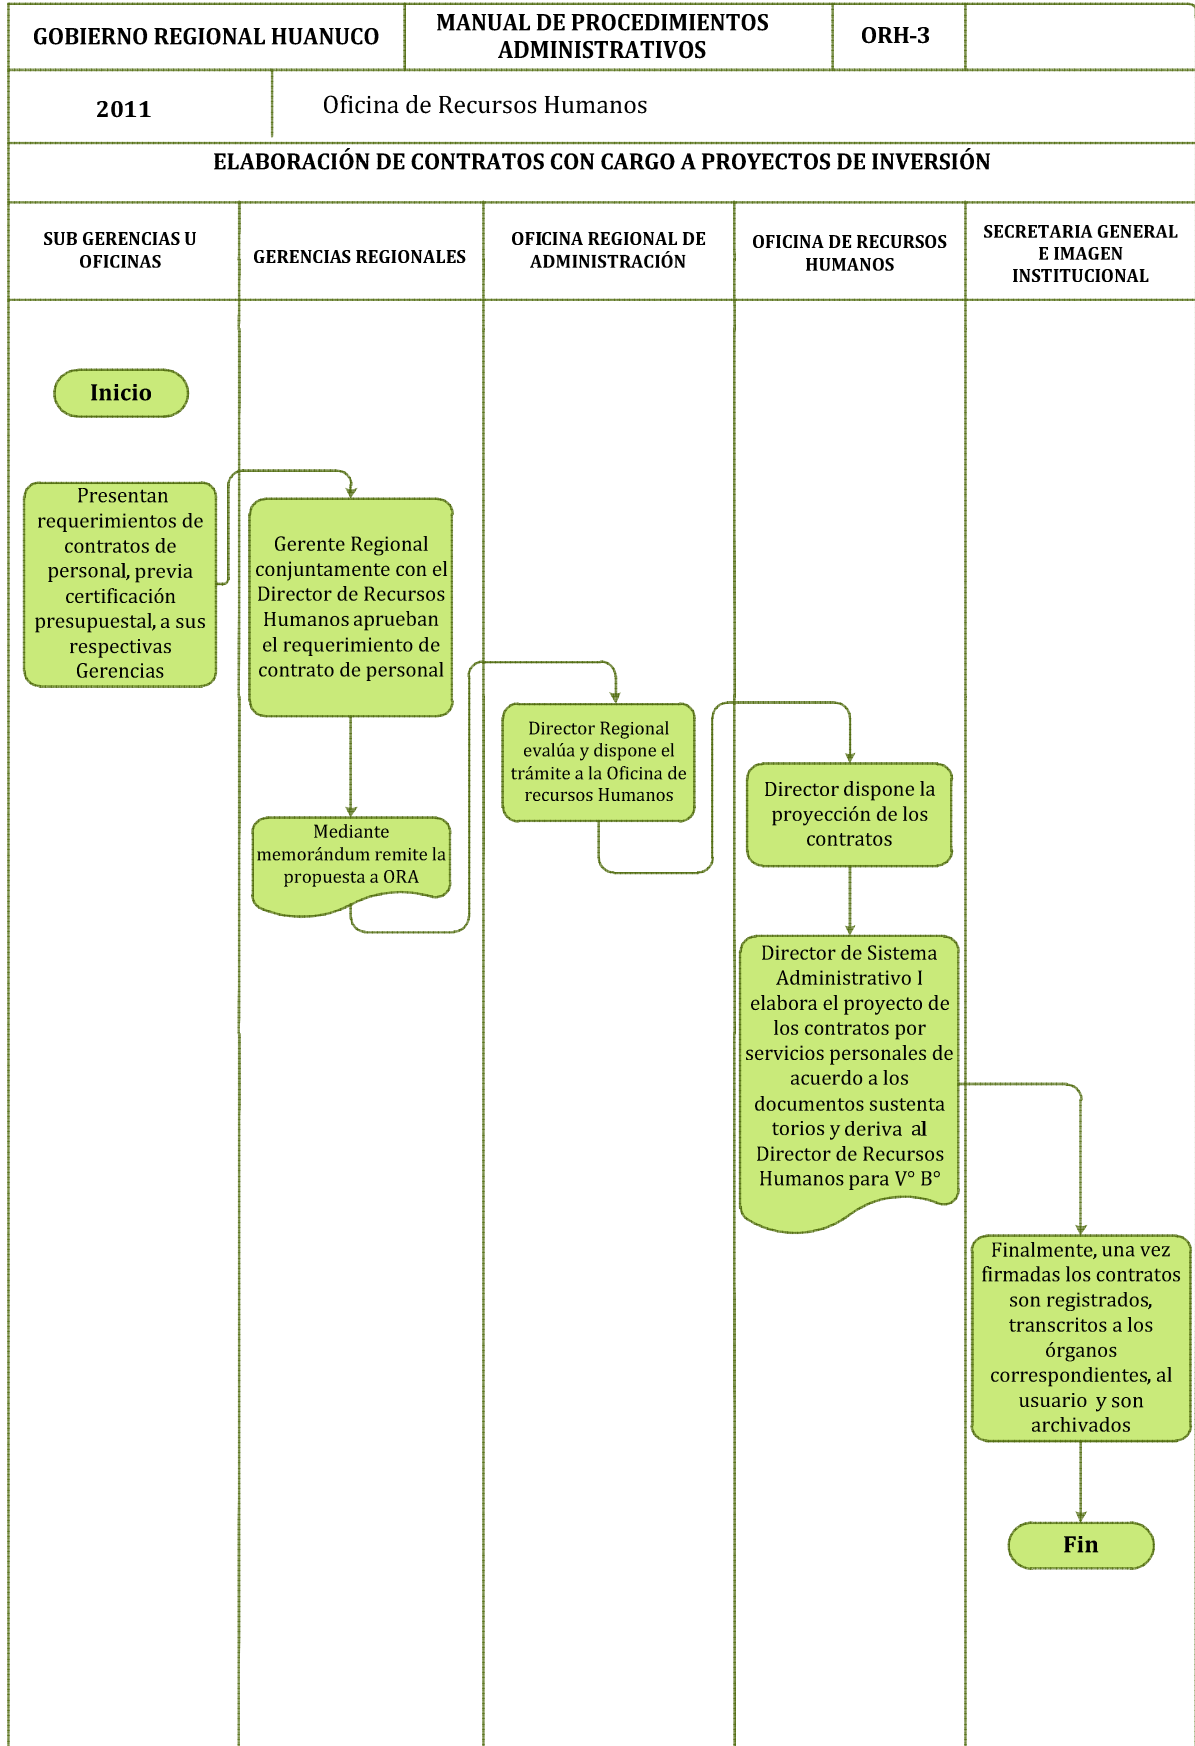 GOBIERNO REGIONAL HUANUCO
MANUAL DE PROCEDIMIENTOS
ADMINISTRATIVOS
ORH-3
2011
Oficina de Recursos Humanos
ELABORACIÓN DE CONTRATOS CON CARGO A PROYECTOS DE INVERSIÓN
SUB GERENCIAS U
OFICINAS
GERENCIAS REGIONALES
OFICINA REGIONAL DE
ADMINISTRACIÓN
OFICINA DE RECURSOS
HUMANOS
SECRETARIA GENERAL
E IMAGEN
INSTITUCIONAL
Inicio
Presentan
requerimientos de
contratos de
personal, previa
certificación
presupuestal, a sus
respectivas
Gerencias
Gerente Regional
conjuntamente con el
Director de Recursos
Humanos aprueban
el requerimiento de
contrato de personal
Mediante
memorándum remite la
propuesta a ORA
Director Regional
evalúa y dispone el
trámite a la Oficina de
recursos Humanos
Director dispone la
proyección de los
contratos
Director de Sistema
Administrativo I
elabora el proyecto de
los contratos por
servicios personales de
acuerdo a los
documentos sustenta
torios y deriva al
Director de Recursos
Humanos para V° B°
Finalmente, una vez
firmadas los contratos
son registrados,
transcritos a los
órganos
correspondientes, al
usuario y son
archivados
Fin